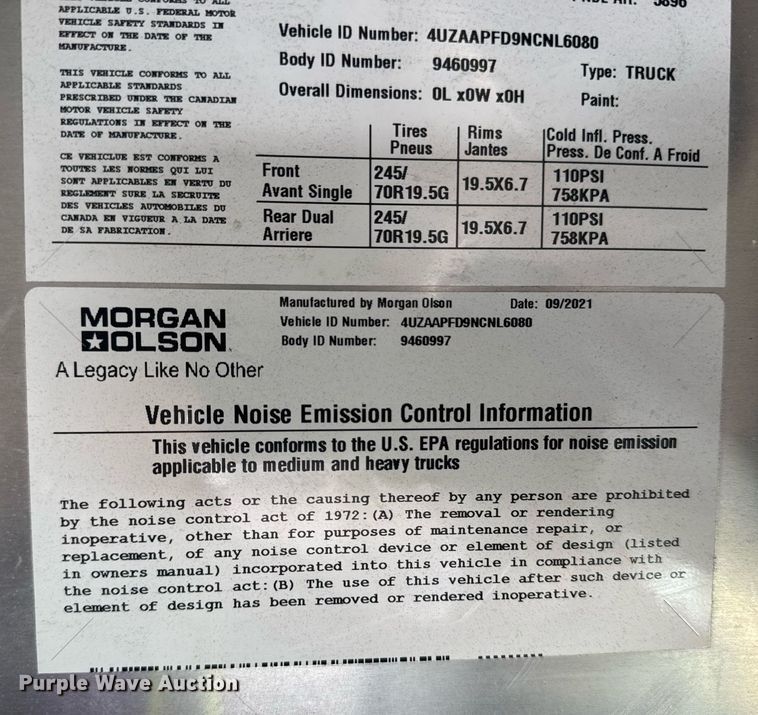 APPLICABLE U.S. FEDERAL MOTOR
VEHICLE SAFETY STANDARDS IN
EFFECT ON THE DATE OF THE
MANUFACTURE.
THIS VEHICLE CONFORMS TO ALL
APPLICABLE STANDARDS
PRESCRIBED UNDER THE CANADIAN
MOTOR VEHICLE SAFETY
REGULATIONS IN EFFECT ON THE
DATE OF MANUFACTURE.
CE VEHICLUE EST CONFORMS A
TOUTES LES NORMES QUI LUI
SONT APPLICABLES EN VERTU DU
REGLEMENT SURE LA SECRUITE
DES VEHICLES AUTOMOBILES DU
CANADA EN VIGUEUR A LA DATE
DE SA FABRICATION.
Vehicle ID Number: 4UZAAPFD9NCNL6080
Body ID Number: 9460997
Type: TRUCK
Overall Dimensions: 0L x0W x0H
Paint:
Tires Rims Cold Infl. Press.
Pneus Jantes Press. De Conf. A Froid
Front 245/ 19.5X6.7 110PSI
Avant Single 70R19.5G 758KPA
Rear Dual 245/ 19.5X6.7 110PSI
Arriere 70R19.5G 758KPA
MORGAN
OLSON
A Legacy Like No Other
Manufactured by Morgan Olson Date: 09/2021
Vehicle ID Number: 4UZAAPFD9NCNL6080
Body ID Number: 9460997
Vehicle Noise Emission Control Information
This vehicle conforms to the U.S. EPA regulations for noise emission
applicable to medium and heavy trucks
The following acts or the causing thereof by any person are prohibited
by the noise control act of 1972:(A) The removal or rendering
inoperative, other than for purposes of maintenance repair, or
replacement, of any noise control device or element of design (listed
in owners manual) incorporated into this vehicle in compliance with
the noise control act:(B) The use of this vehicle after such device or
element of design has been removed or rendered inoperative.
Purple Wave Auction